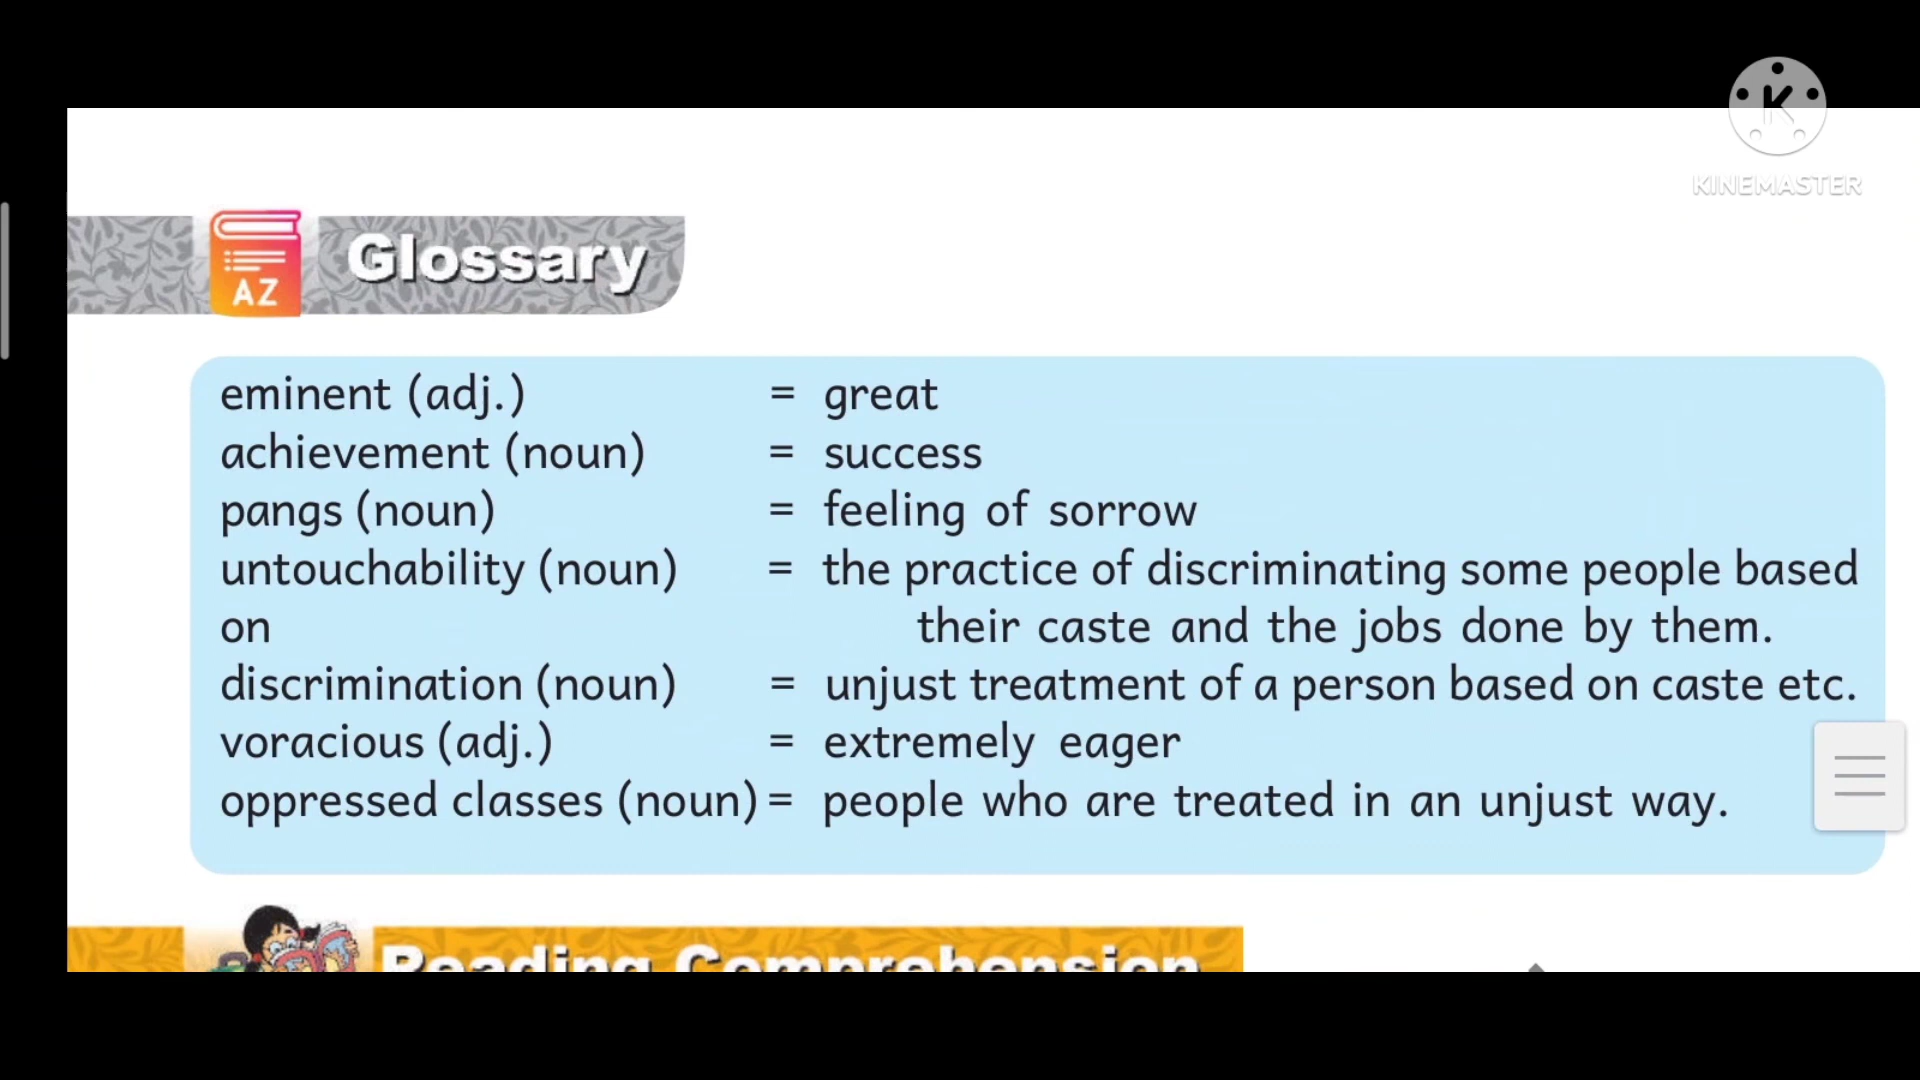 KINEMASTER
AZ
Glossary
eminent (adj.) = great
achievement (noun) = success
pangs (noun) = feeling of sorrow
untouchability (noun) = the practice of discriminating some people based
on their caste and the jobs done by them.
discrimination (noun) = unjust treatment of a person based on caste etc.
voracious (adj.) = extremely eager
oppressed classes (noun) = people who are treated in an unjust way.
Reading Comprehension